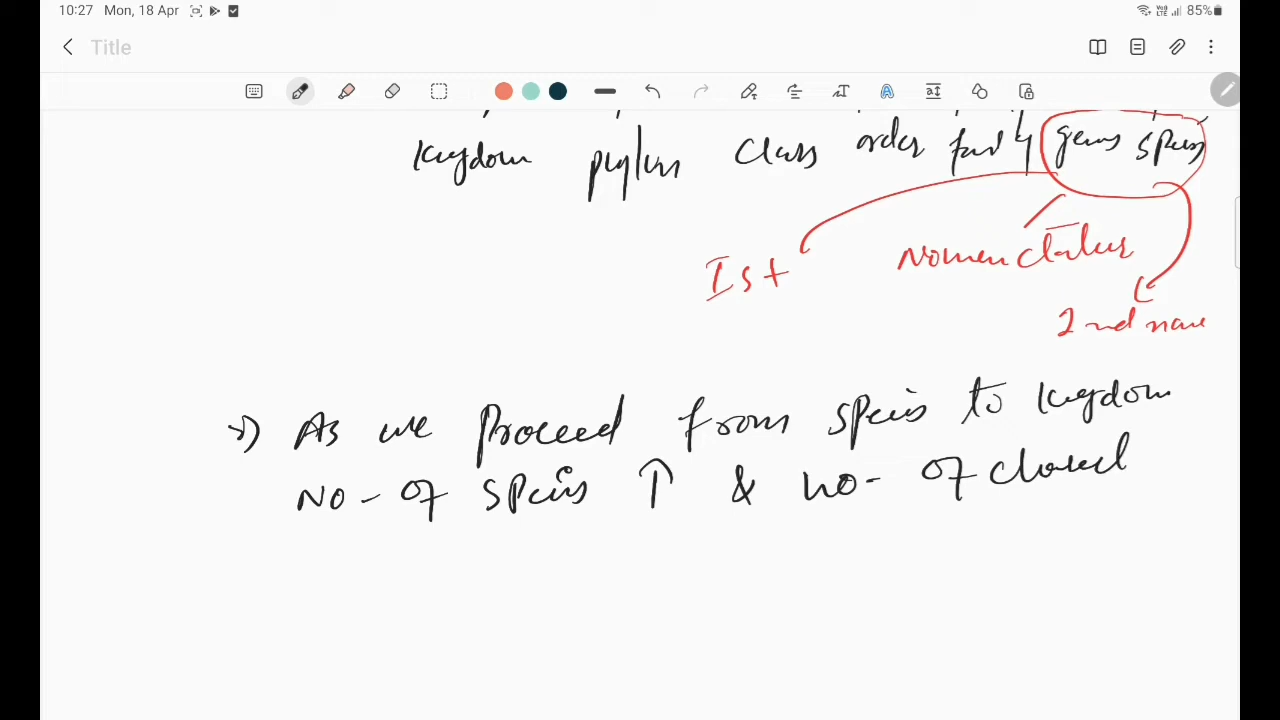 10:27 Mon, 18 Apr
85%
Title
Kingdom phylum Class order family genus species
Ist
Nomenclature
2nd name
→ As we Proceed from species to kingdom
No- of species ↑ & no- of closed